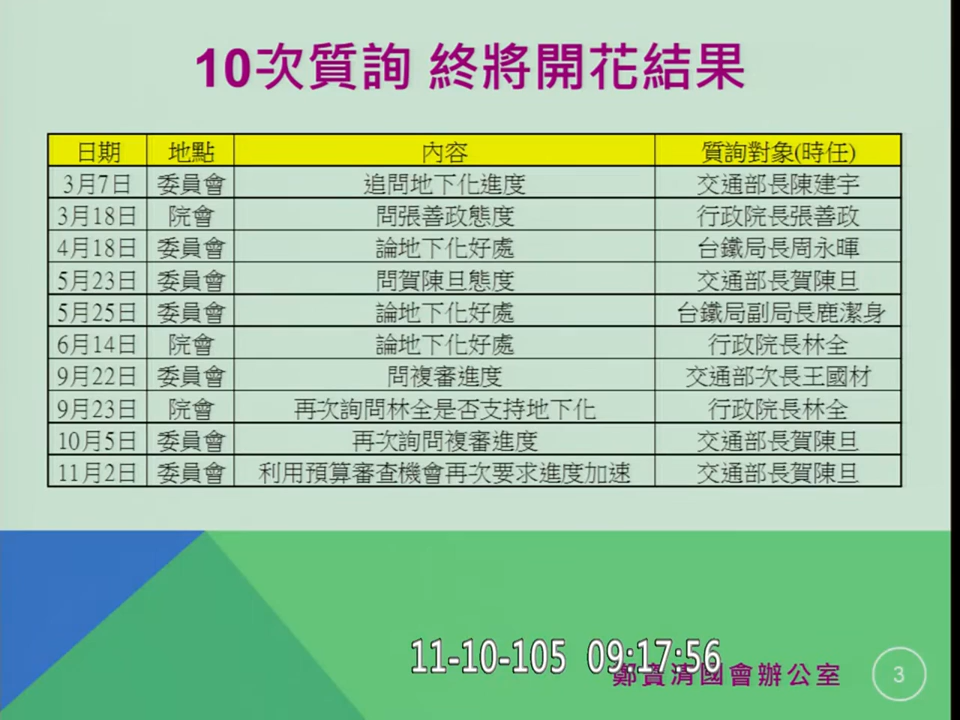 10次質詢 終將開花結果
日期 地點 內容 質詢對象(時任)
3月7日 委員會 追問地下化進度 交通部長陳建宇
3月18日 院會 問張善政態度 行政院長張善政
4月18日 委員會 論地下化好處 台鐵局長周永暉
5月23日 委員會 問賀陳旦態度 交通部長賀陳旦
5月25日 委員會 論地下化好處 台鐵局副局長鹿潔身
6月14日 院會 論地下化好處 行政院長林全
9月22日 委員會 問複審進度 交通部次長王國材
9月23日 院會 再次詢問林全是否支持地下化 行政院長林全
10月5日 委員會 再次詢問複審進度 交通部長賀陳旦
11月2日 委員會 利用預算審查機會再次要求進度加速 交通部長賀陳旦
11-10-105 09:17:56
鄭寶清國會辦公室
3